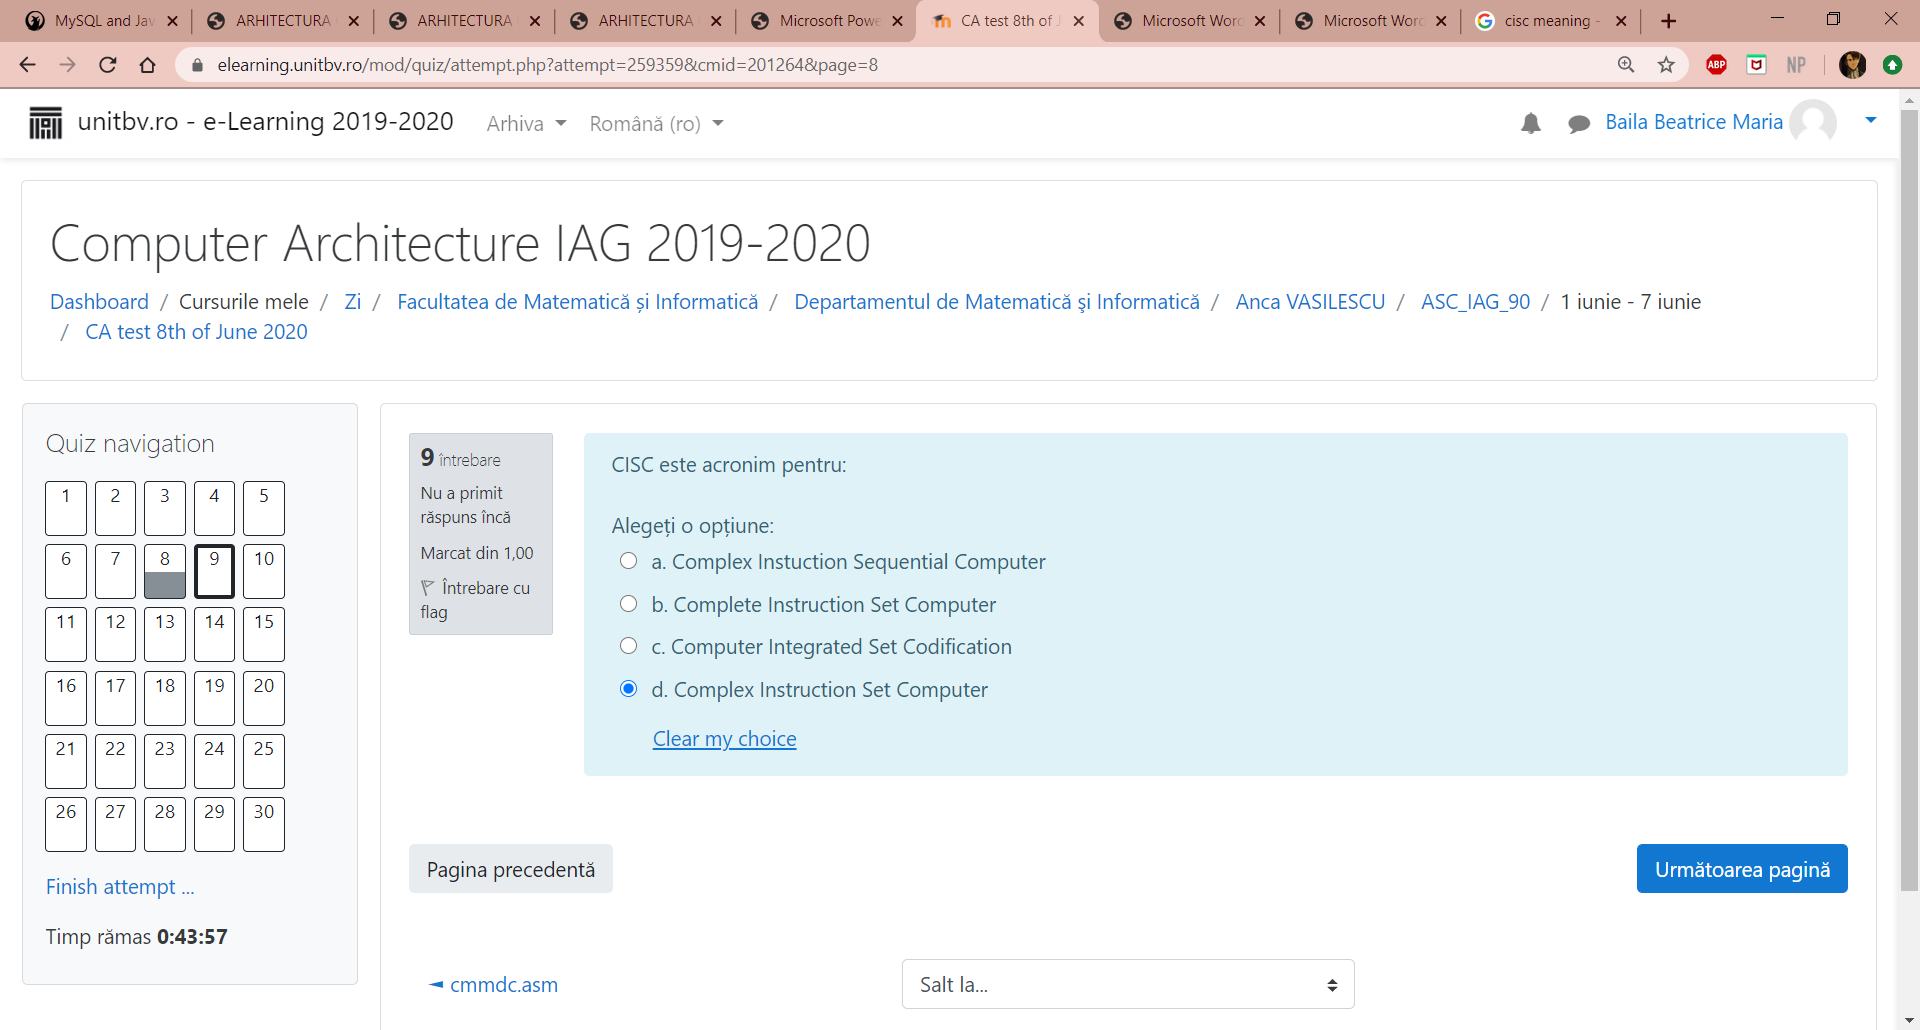 MySQL and Jav
ARHITECTURA
ARHITECTURA
ARHITECTURA
Microsoft Powe
CA test 8th of J
Microsoft Word
Microsoft Word
cisc meaning -
elearning.unitbv.ro/mod/quiz/attempt.php?attempt=259359&cmid=201264&page=8
ABP
NP
unitbv.ro - e-Learning 2019-2020
Arhiva
Română (ro)
Baila Beatrice Maria
Computer Architecture IAG 2019-2020
Dashboard / Cursurile mele / Zi / Facultatea de Matematică și Informatică / Departamentul de Matematică şi Informatică / Anca VASILESCU / ASC_IAG_90 / 1 iunie - 7 iunie
/ CA test 8th of June 2020
Quiz navigation
1 2 3 4 5
6 7 8 9 10
11 12 13 14 15
16 17 18 19 20
21 22 23 24 25
26 27 28 29 30
Finish attempt ...
Timp rămas 0:43:57
9 întrebare
Nu a primit
răspuns încă
Marcat din 1,00
Întrebare cu
flag
CISC este acronim pentru:
Alegeți o opțiune:
a. Complex Instuction Sequential Computer
b. Complete Instruction Set Computer
c. Computer Integrated Set Codification
d. Complex Instruction Set Computer
Clear my choice
Pagina precedentă
Următoarea pagină
◄ cmmdc.asm
Salt la...